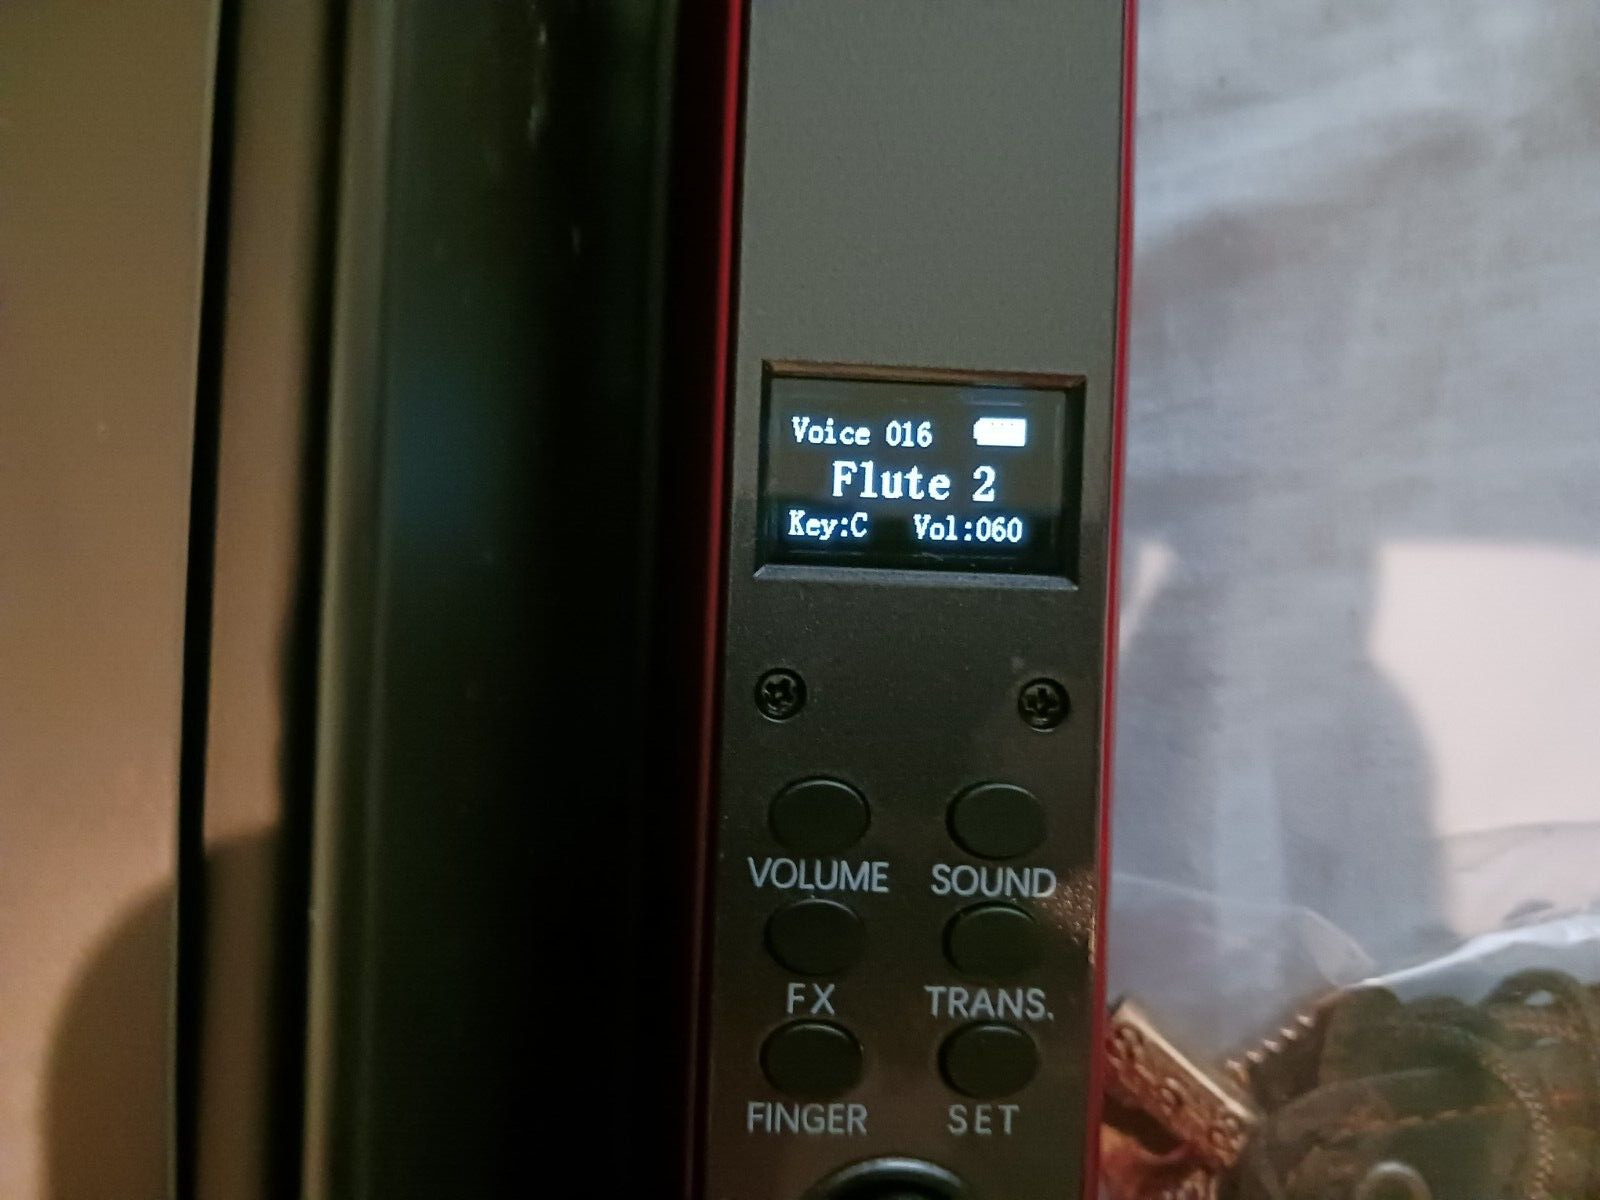 Voice 016
Flute 2
Key:C Vol:060
VOLUME SOUND
FX TRANS.
FINGER SET